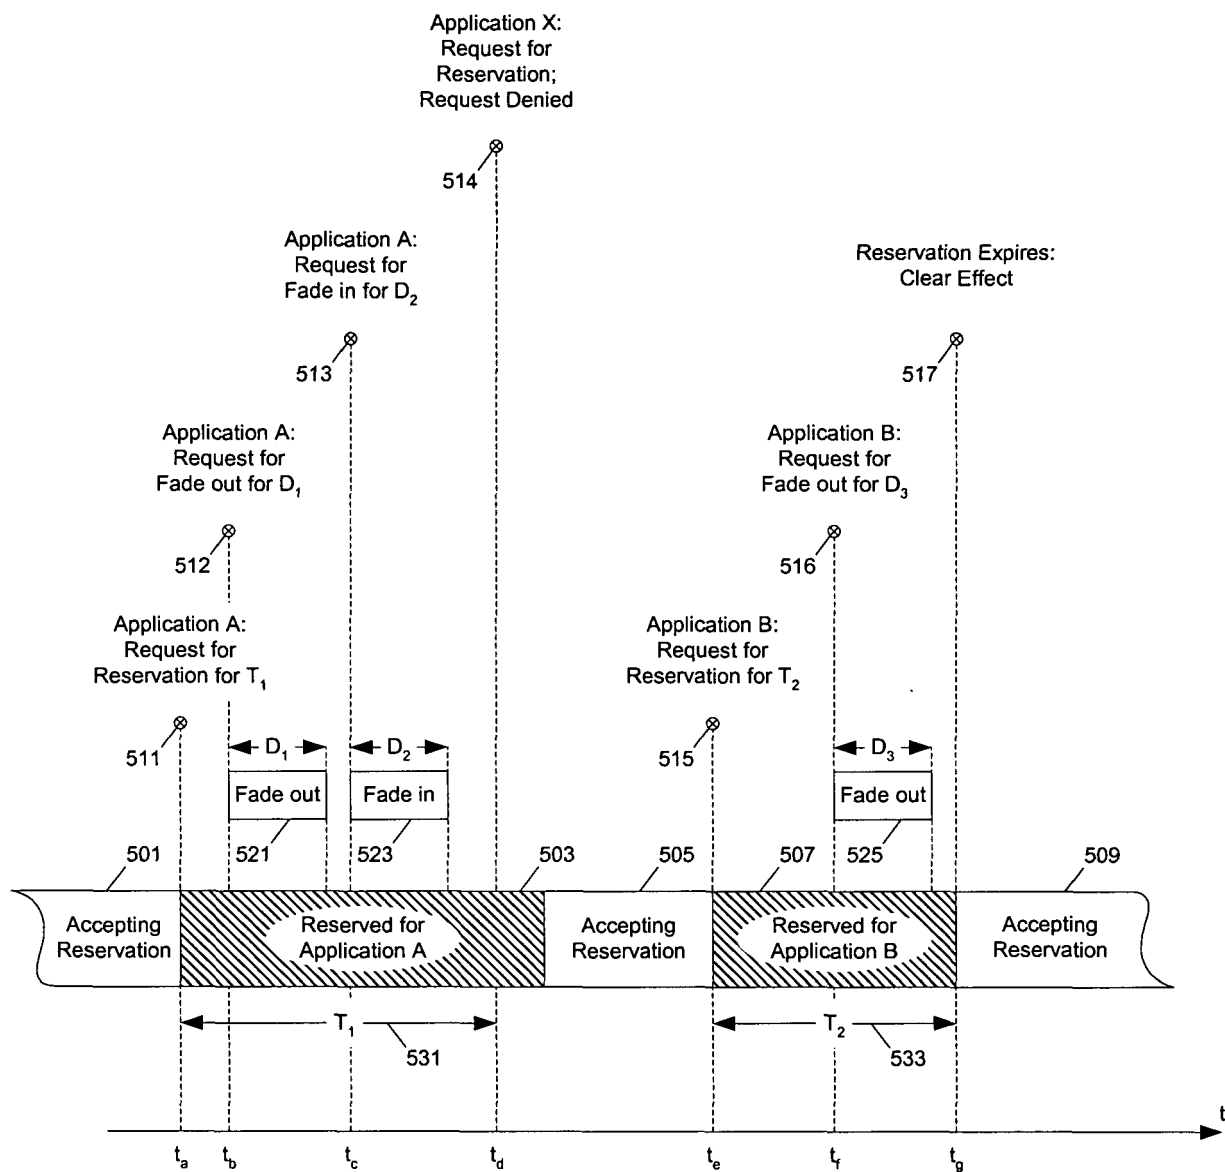 Application X:
Request for
Reservation;
Request Denied
514
Application A:
Request for
Fade in for D2
513
Reservation Expires:
Clear Effect
517
Application A:
Request for
Fade out for D1
512
Application B:
Request for
Fade out for D3
516
Application A:
Request for
Reservation for T1
511
Application B:
Request for
Reservation for T2
515
D1
D2
D3
Fade out
Fade in
Fade out
501
521
523
503
505
507
525
509
Accepting
Reservation
Reserved for
Application A
Accepting
Reservation
Reserved for
Application B
Accepting
Reservation
T1
531
T2
533
t
ta
tb
tc
td
te
tf
tg